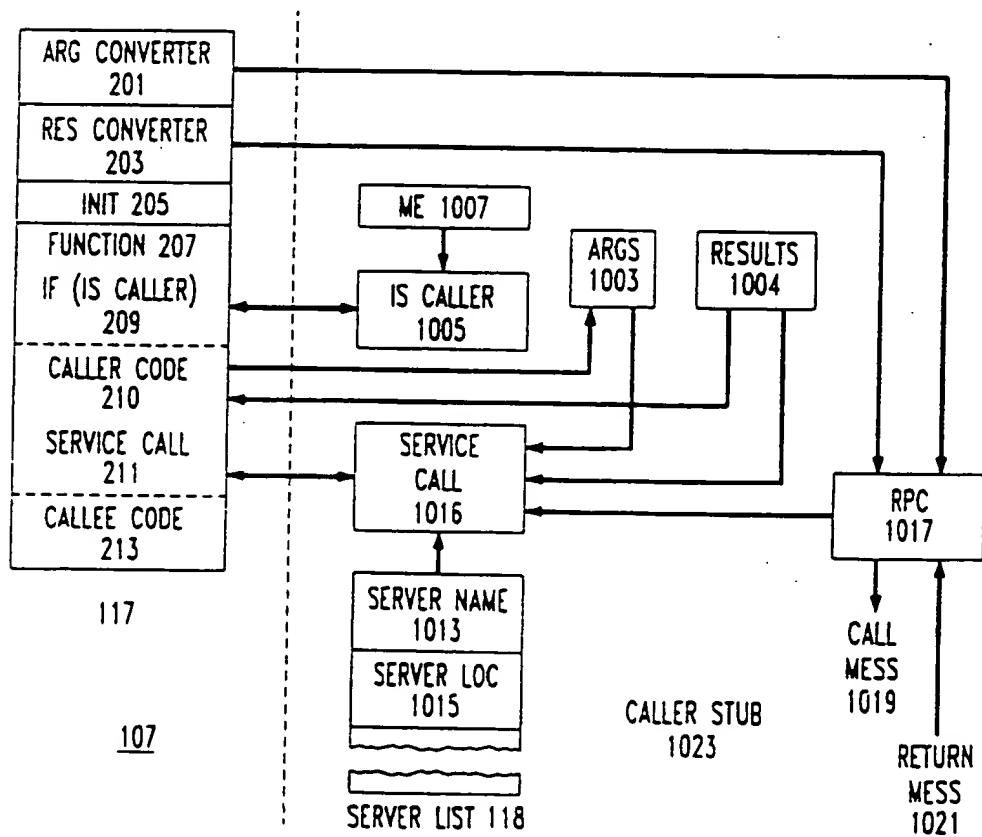 ARG CONVERTER
201
RES CONVERTER
203
INIT 205
FUNCTION 207
IF (IS CALLER)
209
CALLER CODE
210
SERVICE CALL
211
CALLEE CODE
213
117
107
ME 1007
IS CALLER
1005
ARGS
1003
RESULTS
1004
SERVICE
CALL
1016
SERVER NAME
1013
SERVER LOC
1015
SERVER LIST 118
RPC
1017
CALL
MESS
1019
CALLER STUB
1023
RETURN
MESS
1021